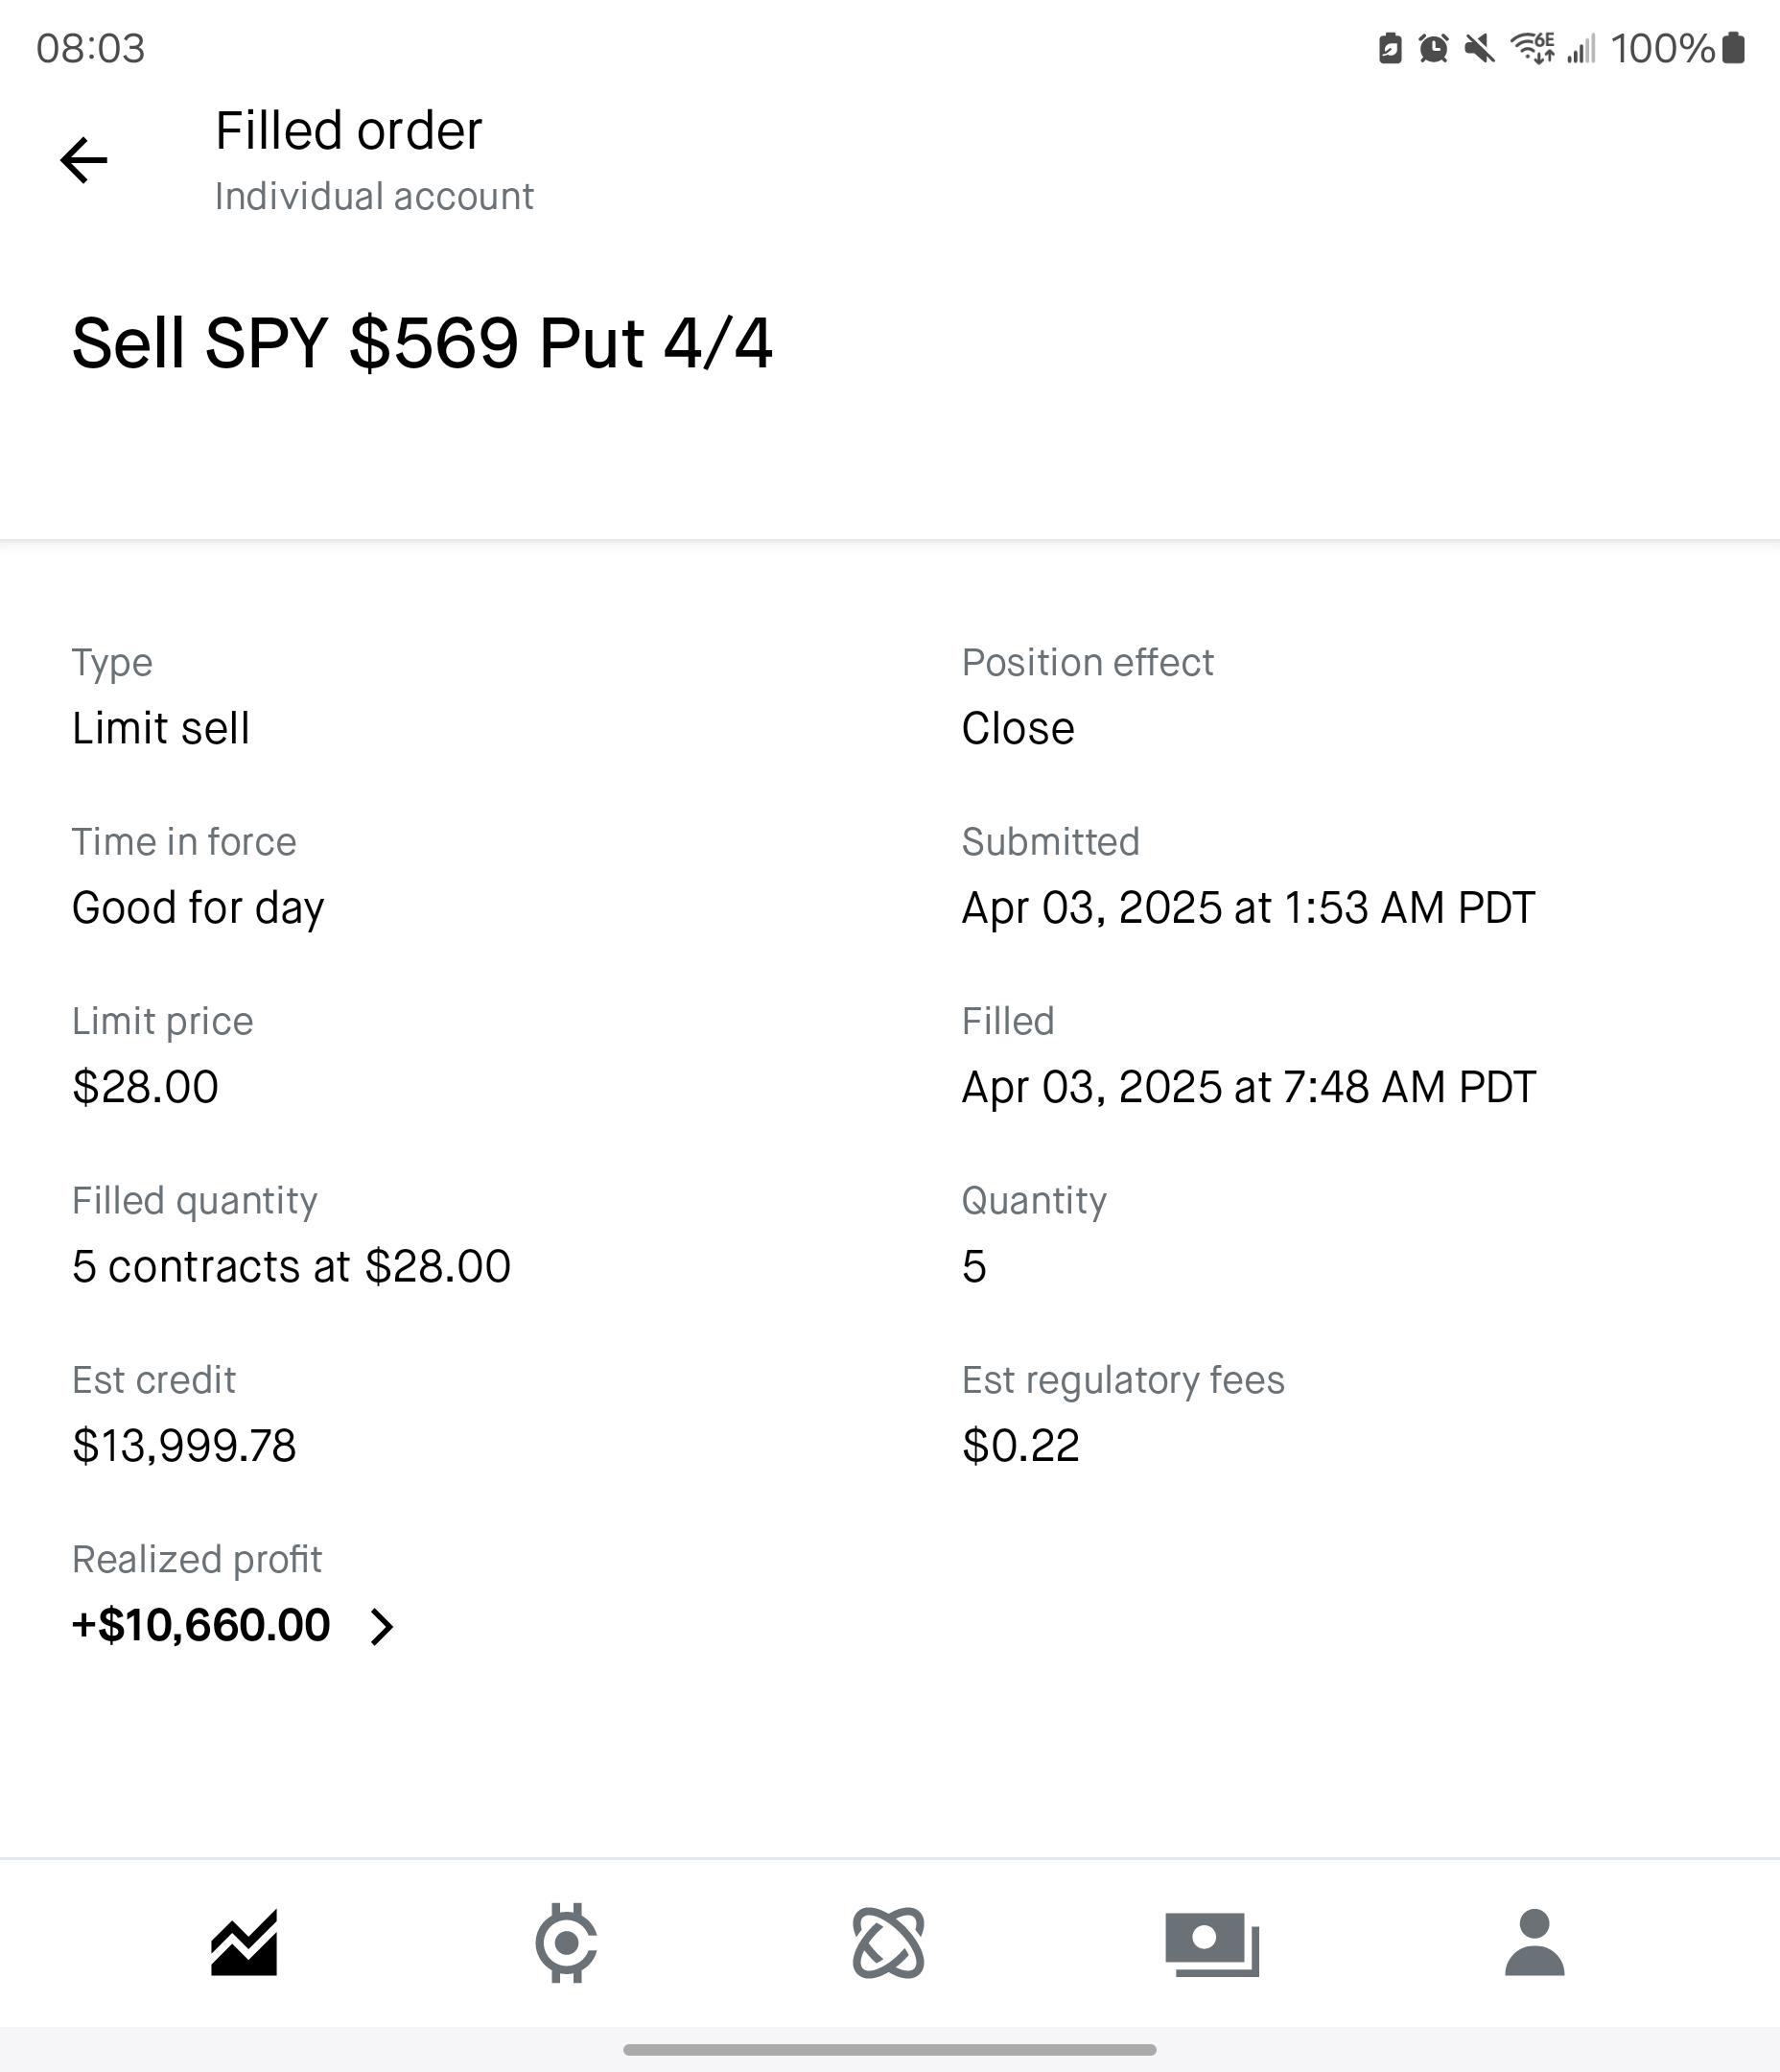 08:03
6E 100%
Filled order
Individual account
Sell SPY $569 Put 4/4
Type
Limit sell
Position effect
Close
Time in force
Good for day
Submitted
Apr 03, 2025 at 1:53 AM PDT
Limit price
$28.00
Filled
Apr 03, 2025 at 7:48 AM PDT
Filled quantity
5 contracts at $28.00
Quantity
5
Est credit
$13,999.78
Est regulatory fees
$0.22
Realized profit
+$10,660.00